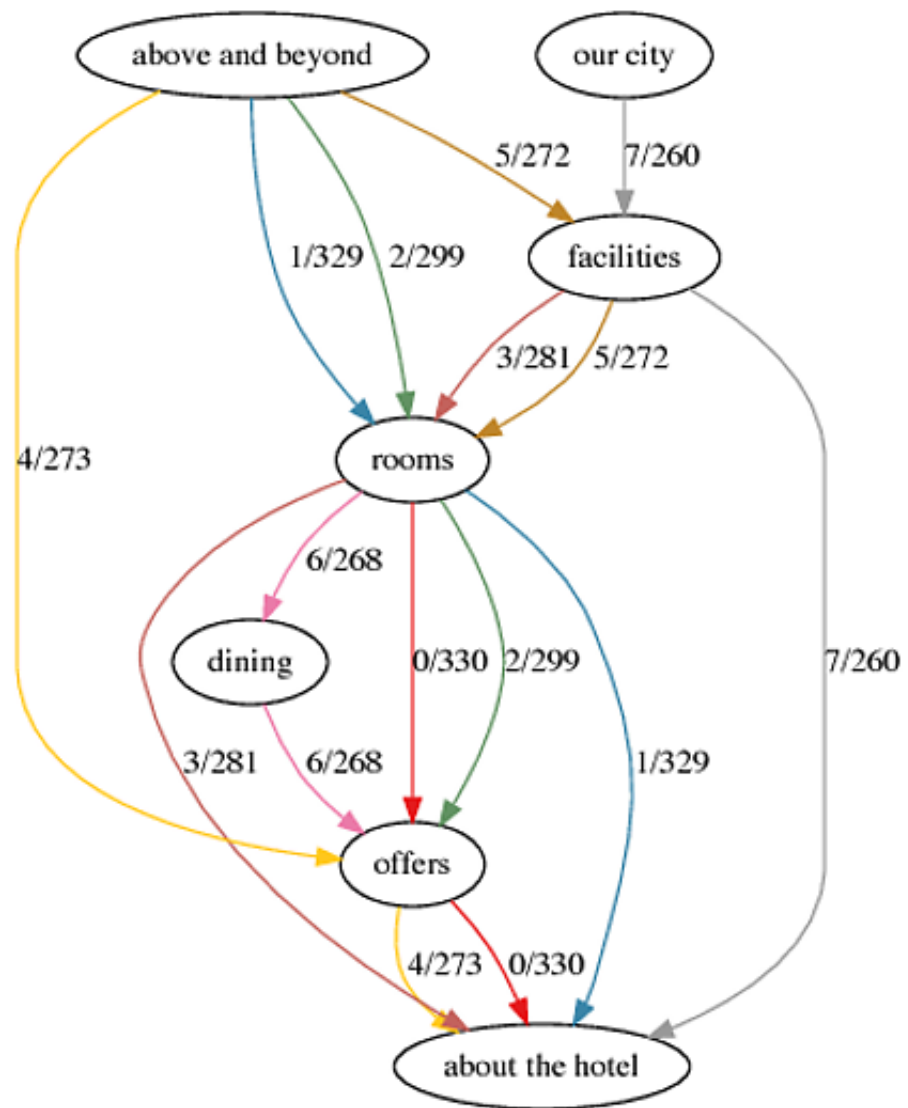 above and beyond
our city
5/272
7/260
1/329
2/299
facilities
3/281
5/272
4/273
rooms
6/268
dining
0/330
2/299
7/260
3/281
6/268
1/329
offers
4/273
0/330
about the hotel